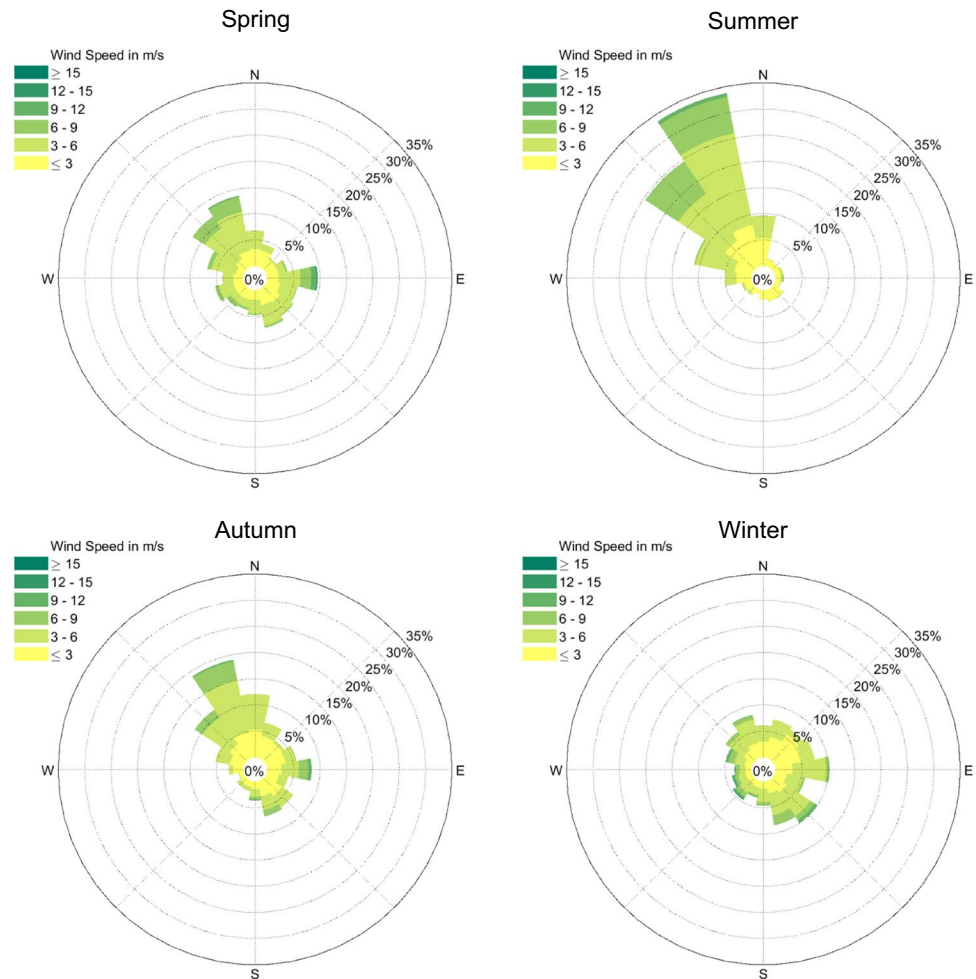 Spring
Wind Speed in m/s
≥ 15
12 - 15
9 - 12
6 - 9
3 - 6
≤ 3
N
35%
30%
25%
20%
15%
10%
5%
W
0%
E
S
Summer
Wind Speed in m/s
≥ 15
12 - 15
9 - 12
6 - 9
3 - 6
≤ 3
N
35%
30%
25%
20%
15%
10%
5%
W
0%
E
S
Autumn
Wind Speed in m/s
≥ 15
12 - 15
9 - 12
6 - 9
3 - 6
≤ 3
N
35%
30%
25%
20%
15%
10%
5%
W
0%
E
S
Winter
Wind Speed in m/s
≥ 15
12 - 15
9 - 12
6 - 9
3 - 6
≤ 3
N
35%
30%
25%
20%
15%
10%
5%
W
0%
E
S